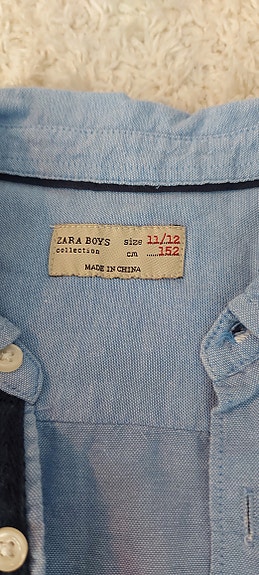 ZARA BOYS size 11/12
collection cm ......152
MADE IN CHINA